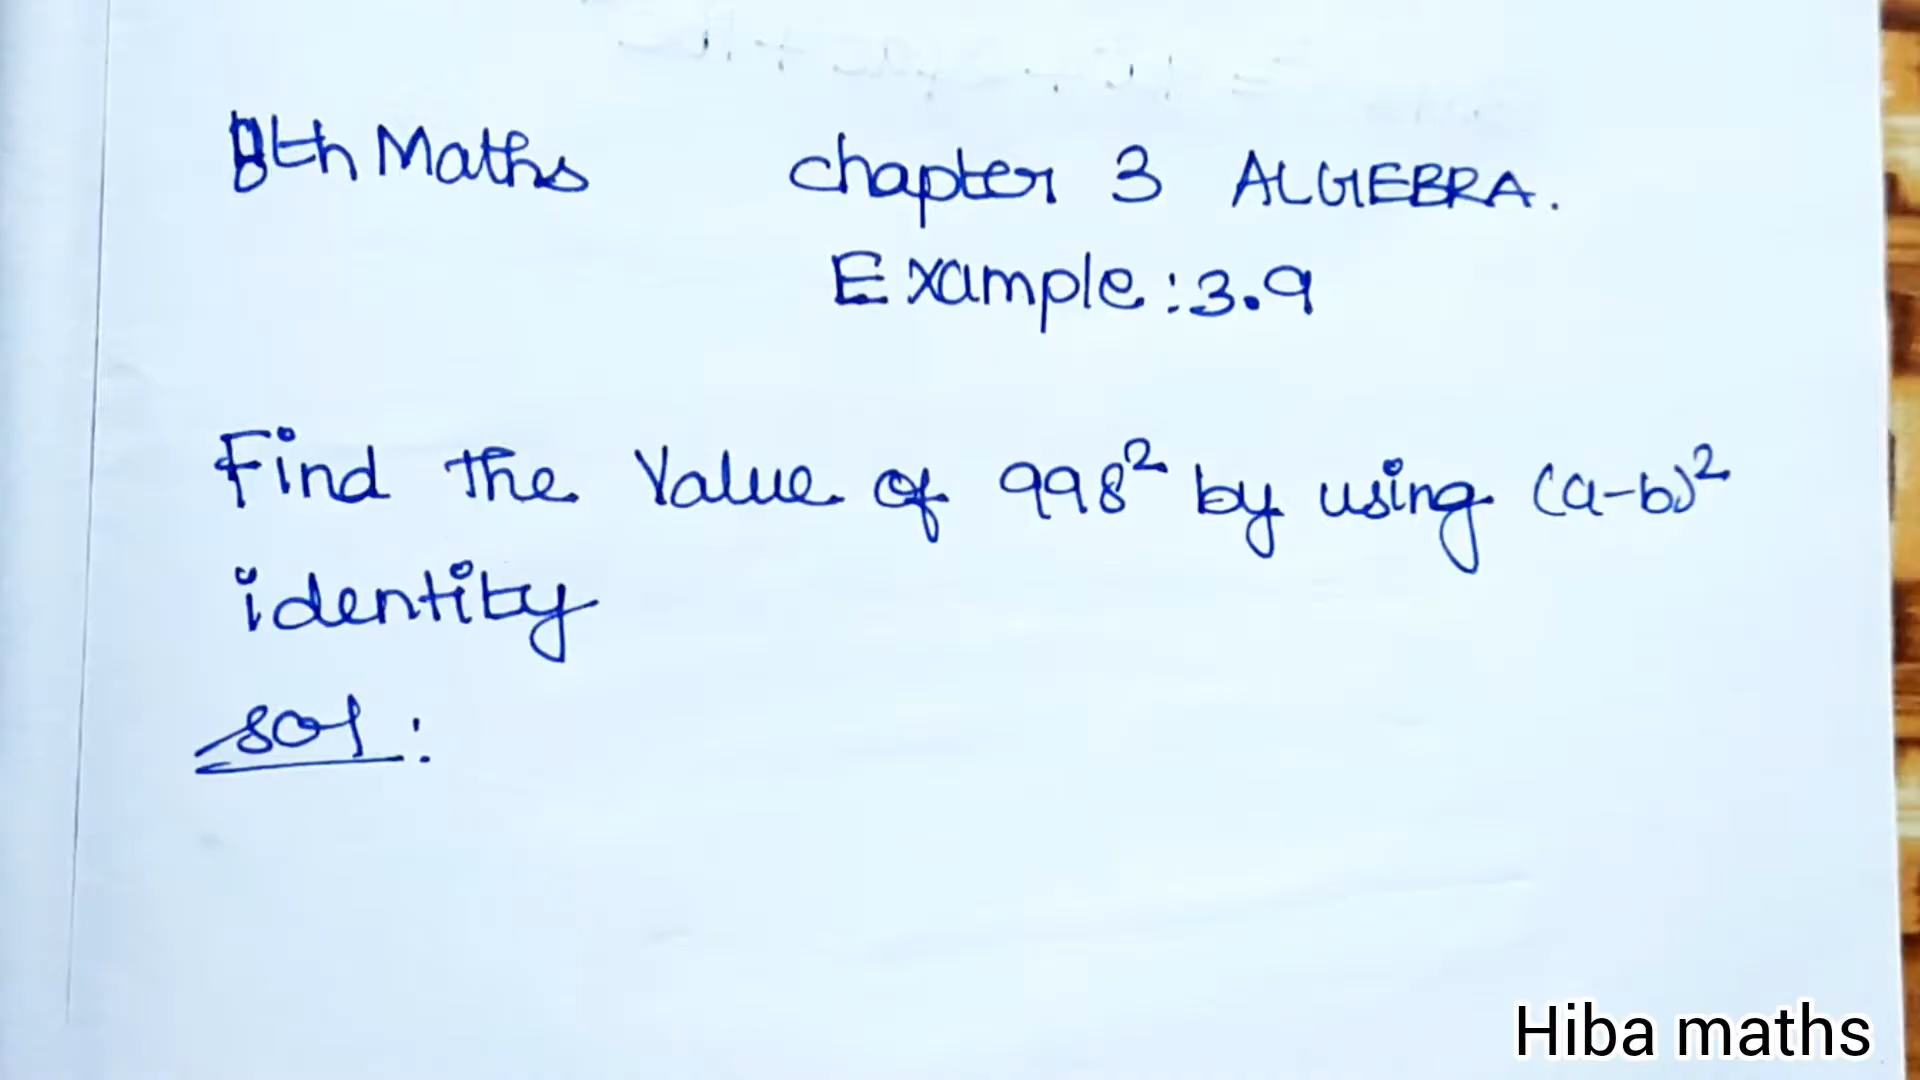 8th Maths chapter 3 ALGEBRA.
Example: 3.9
Find the Value of 998² by using (a-b)²
identity
Sol:
Hiba maths